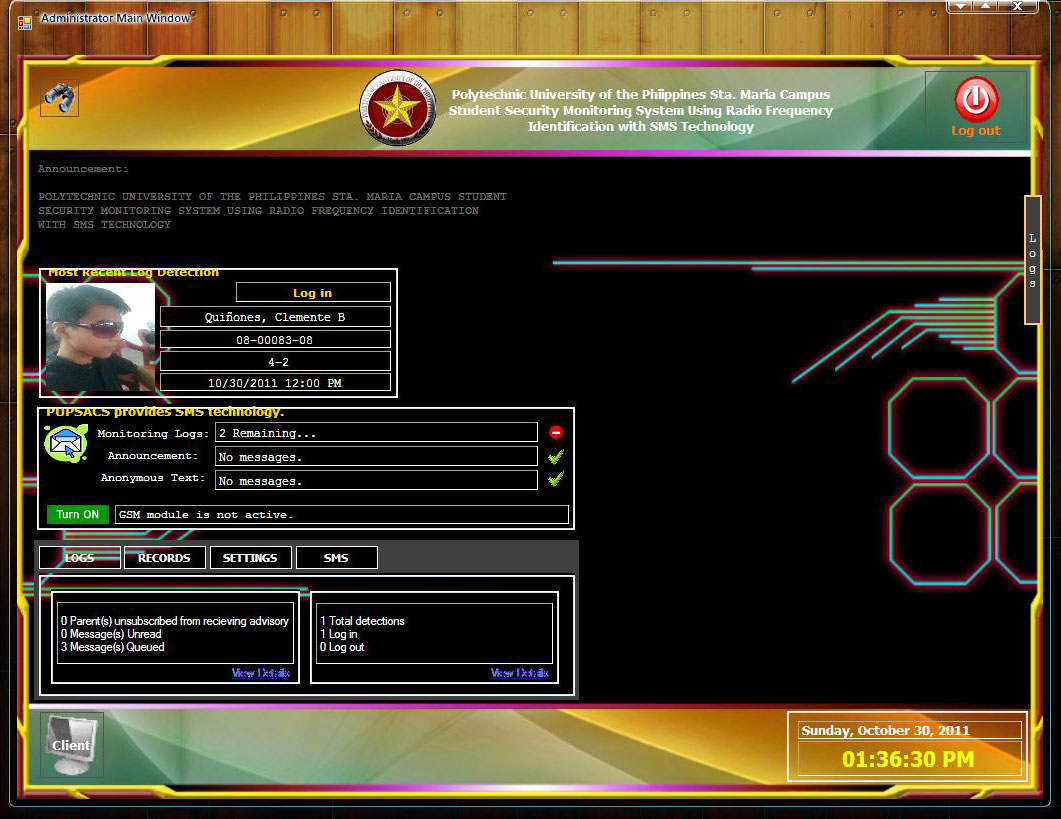 Administrator Main Window
Polytechnic University of the Phiippines Sta. Maria Campus
Student Security Monitoring System Using Radio Frequency
Identification with SMS Technology
Log out
Announcement:
POLYTECHNIC UNIVERSITY OF THE PHILIPPINES STA. MARIA CAMPUS STUDENT
SECURITY MONITORING SYSTEM USING RADIO FREQUENCY IDENTIFICATION
WITH SMS TECHNOLOGY
Logs
Most Recent Log Detection
Log in
Quiñones, Clemente B
08-00083-08
4-2
10/30/2011 12:00 PM
PUPSACS provides SMS technology.
Monitoring Logs: 2 Remaining...
Announcement: No messages.
Anonymous Text: No messages.
Turn ON GSM module is not active.
LOGS RECORDS SETTINGS SMS
0 Parent(s) unsubscribed from recieving advisory
0 Message(s) Unread
3 Message(s) Queued
View Details
1 Total detections
1 Log in
0 Log out
View Details
Client
Sunday, October 30, 2011
01:36:30 PM